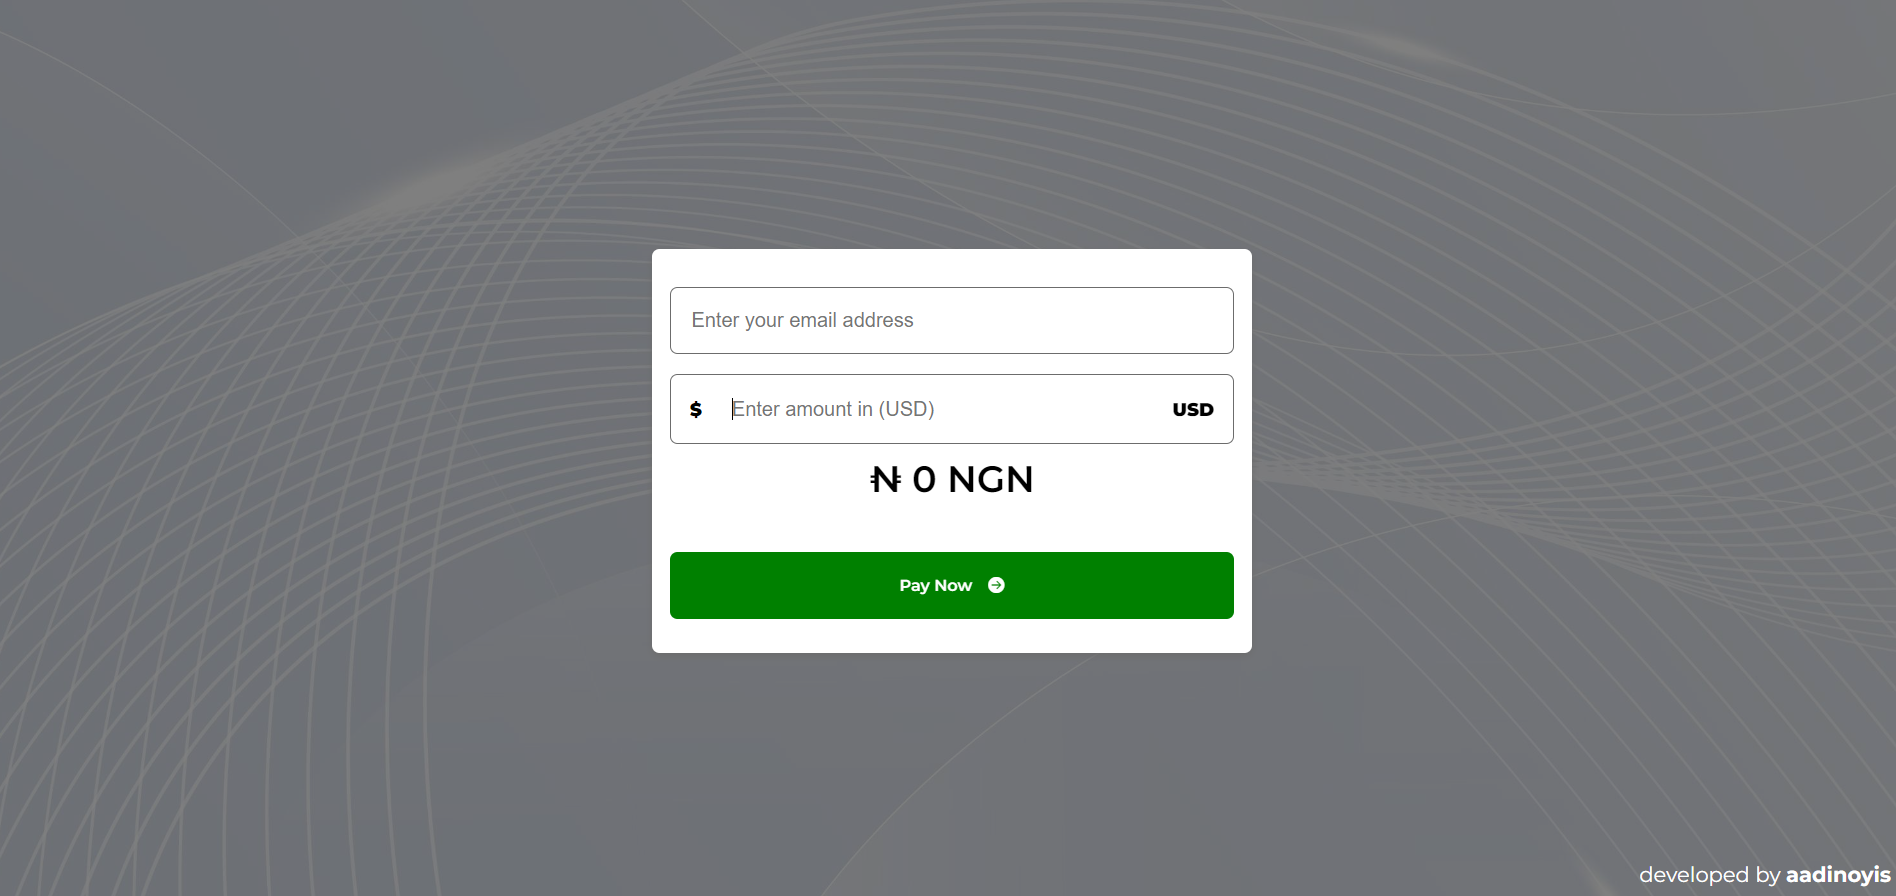 Enter your email address
$ Enter amount in (USD) USD
₦ 0 NGN
Pay Now
developed by aadinoyis